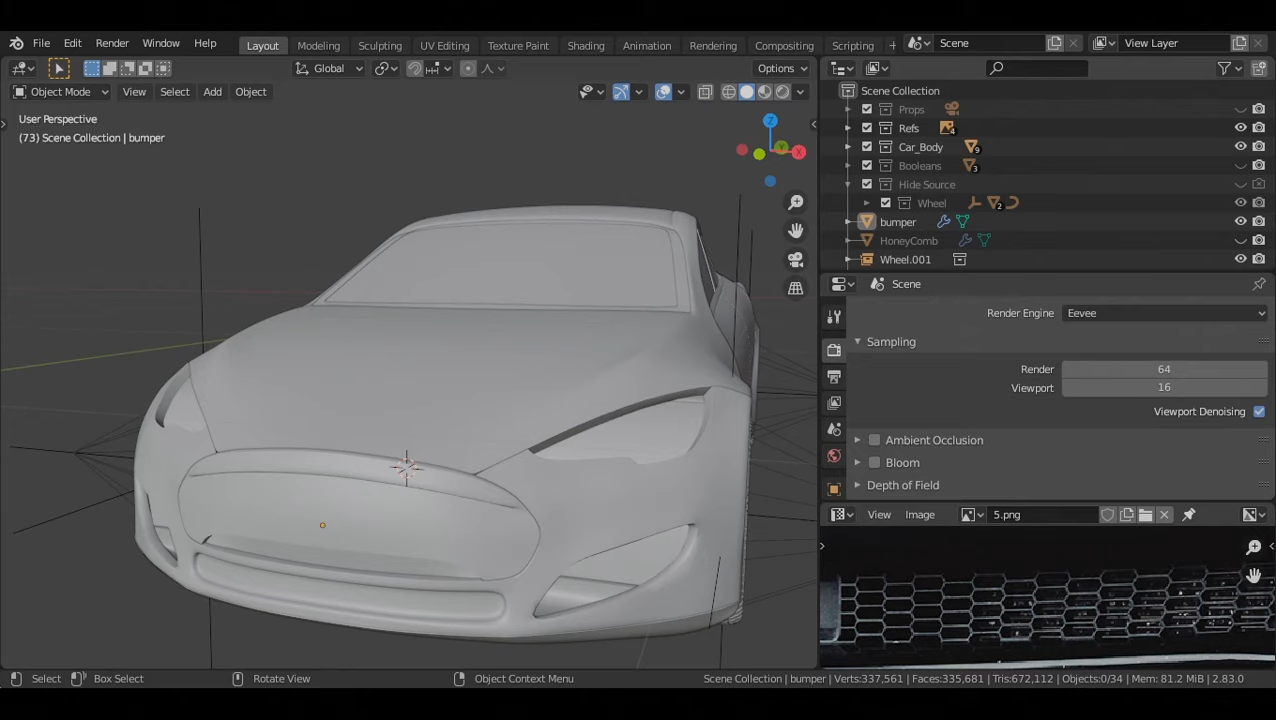 File Edit Render Window Help Layout Modeling Sculpting UV Editing Texture Paint Shading Animation Rendering Compositing Scripting + Scene View Layer
Global Options
Object Mode View Select Add Object
User Perspective
(73) Scene Collection | bumper
Z
Y
X
Scene Collection
Props
Refs 4
Car_Body 9
Booleans 3
Hide Source
Wheel 2
bumper
HoneyComb
Wheel.001
Scene
Render Engine Eevee
Sampling
Render 64
Viewport 16
Viewport Denoising
Ambient Occlusion
Bloom
Depth of Field
View Image 5.png
Select Box Select Rotate View Object Context Menu Scene Collection | bumper | Verts:337,561 | Faces:335,681 | Tris:672,112 | Objects:0/34 | Mem: 81.2 MiB | 2.83.0